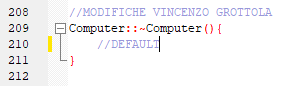 208 //MODIFICHE VINCENZO GROTTOLA
209 Computer::~Computer(){
210 //DEFAULT
211 }
212